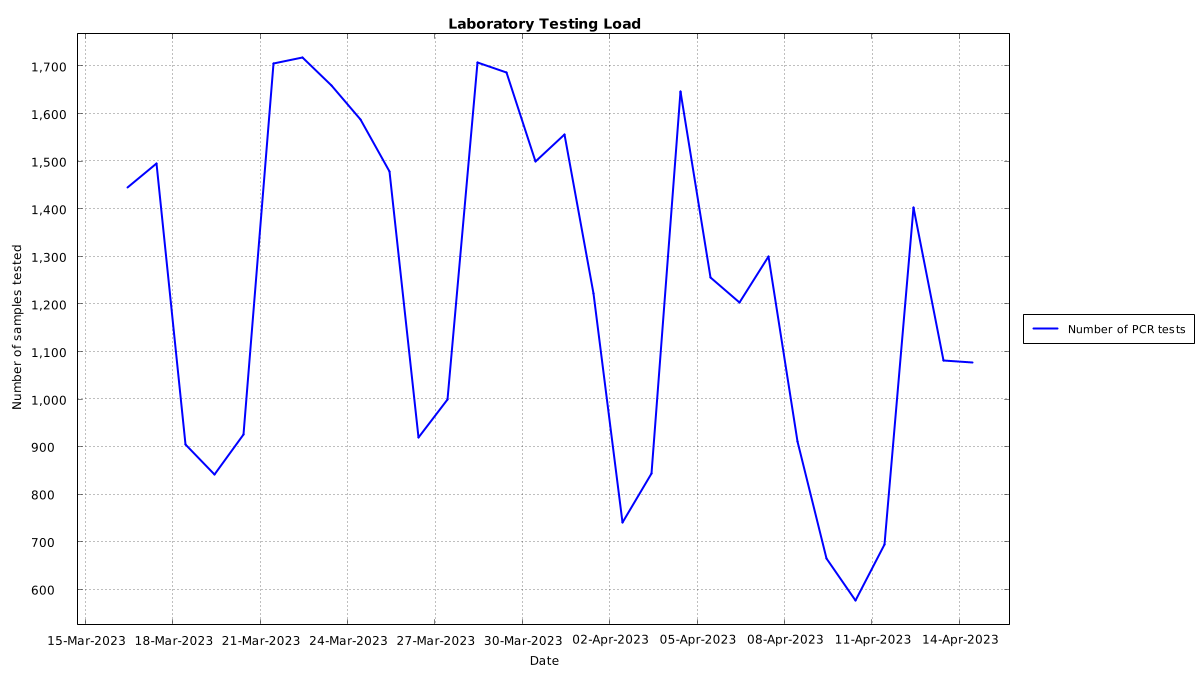 Laboratory Testing Load
1,700
1,600
1,500
1,400
1,300
1,200
1,100
1,000
900
800
700
600
Number of samples tested
15-Mar-2023 18-Mar-2023 21-Mar-2023 24-Mar-2023 27-Mar-2023 30-Mar-2023 02-Apr-2023 05-Apr-2023 08-Apr-2023 11-Apr-2023 14-Apr-2023
Date
Number of PCR tests